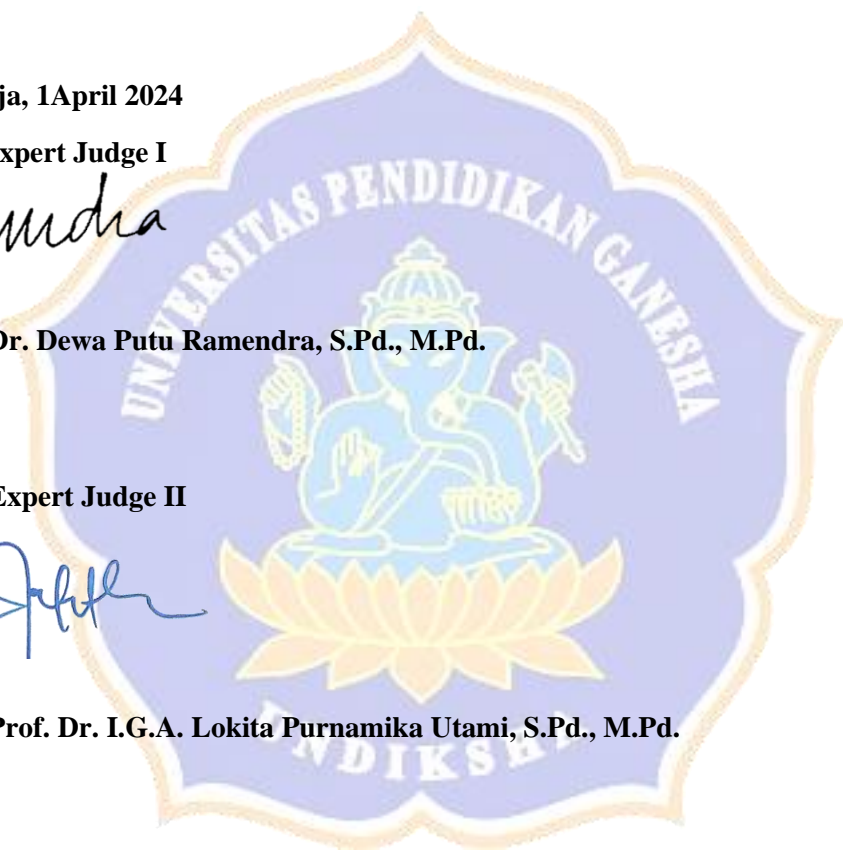 ja, 1April 2024
xpert Judge I
Dr. Dewa Putu Ramendra, S.Pd., M.Pd.
Expert Judge II
Prof. Dr. I.G.A. Lokita Purnamika Utami, S.Pd., M.Pd.
UNIVERSITAS PENDIDIKAN GANESHA
UNDIKSHA